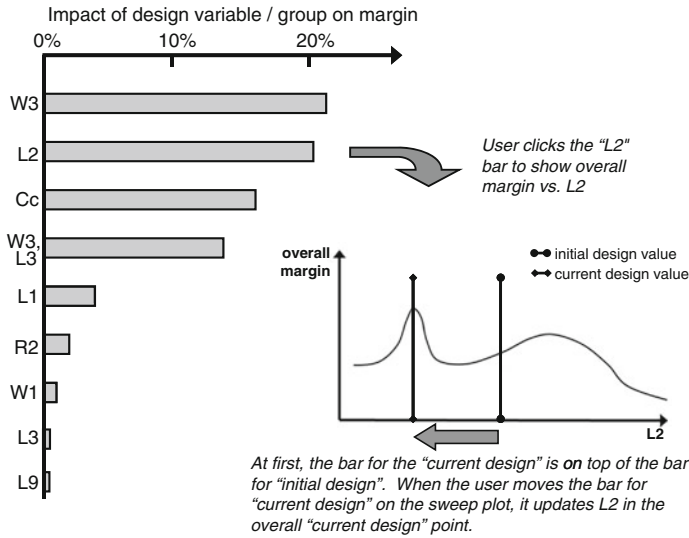 Impact of design variable / group on margin
0% 10% 20%
W3
L2
Cc
W3,
L3
L1
R2
W1
L3
L9
User clicks the “L2"
bar to show overall
margin vs. L2
overall
margin
initial design value
current design value
L2
At first, the bar for the “current design” is on top of the bar
for “initial design”. When the user moves the bar for
“current design” on the sweep plot, it updates L2 in the
overall “current design” point.